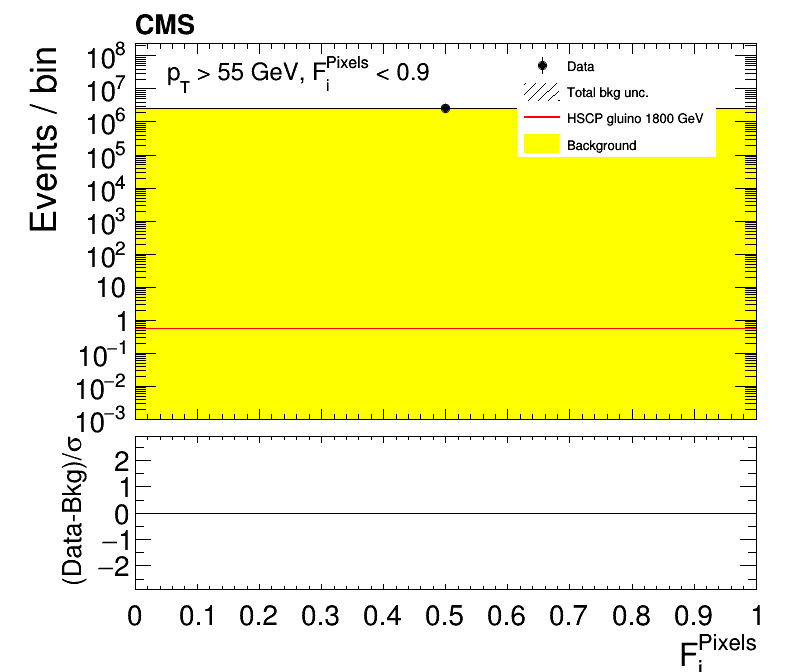 CMS
Events / bin
p_T > 55 GeV, F_i^Pixels < 0.9
Data
Total bkg unc.
HSCP gluino 1800 GeV
Background
10^8
10^7
10^6
10^5
10^4
10^3
10^2
10
1
10^−1
10^−2
10^−3
(Data-Bkg)/σ
2
1
0
−1
−2
0 0.1 0.2 0.3 0.4 0.5 0.6 0.7 0.8 0.9 1
F_i^Pixels